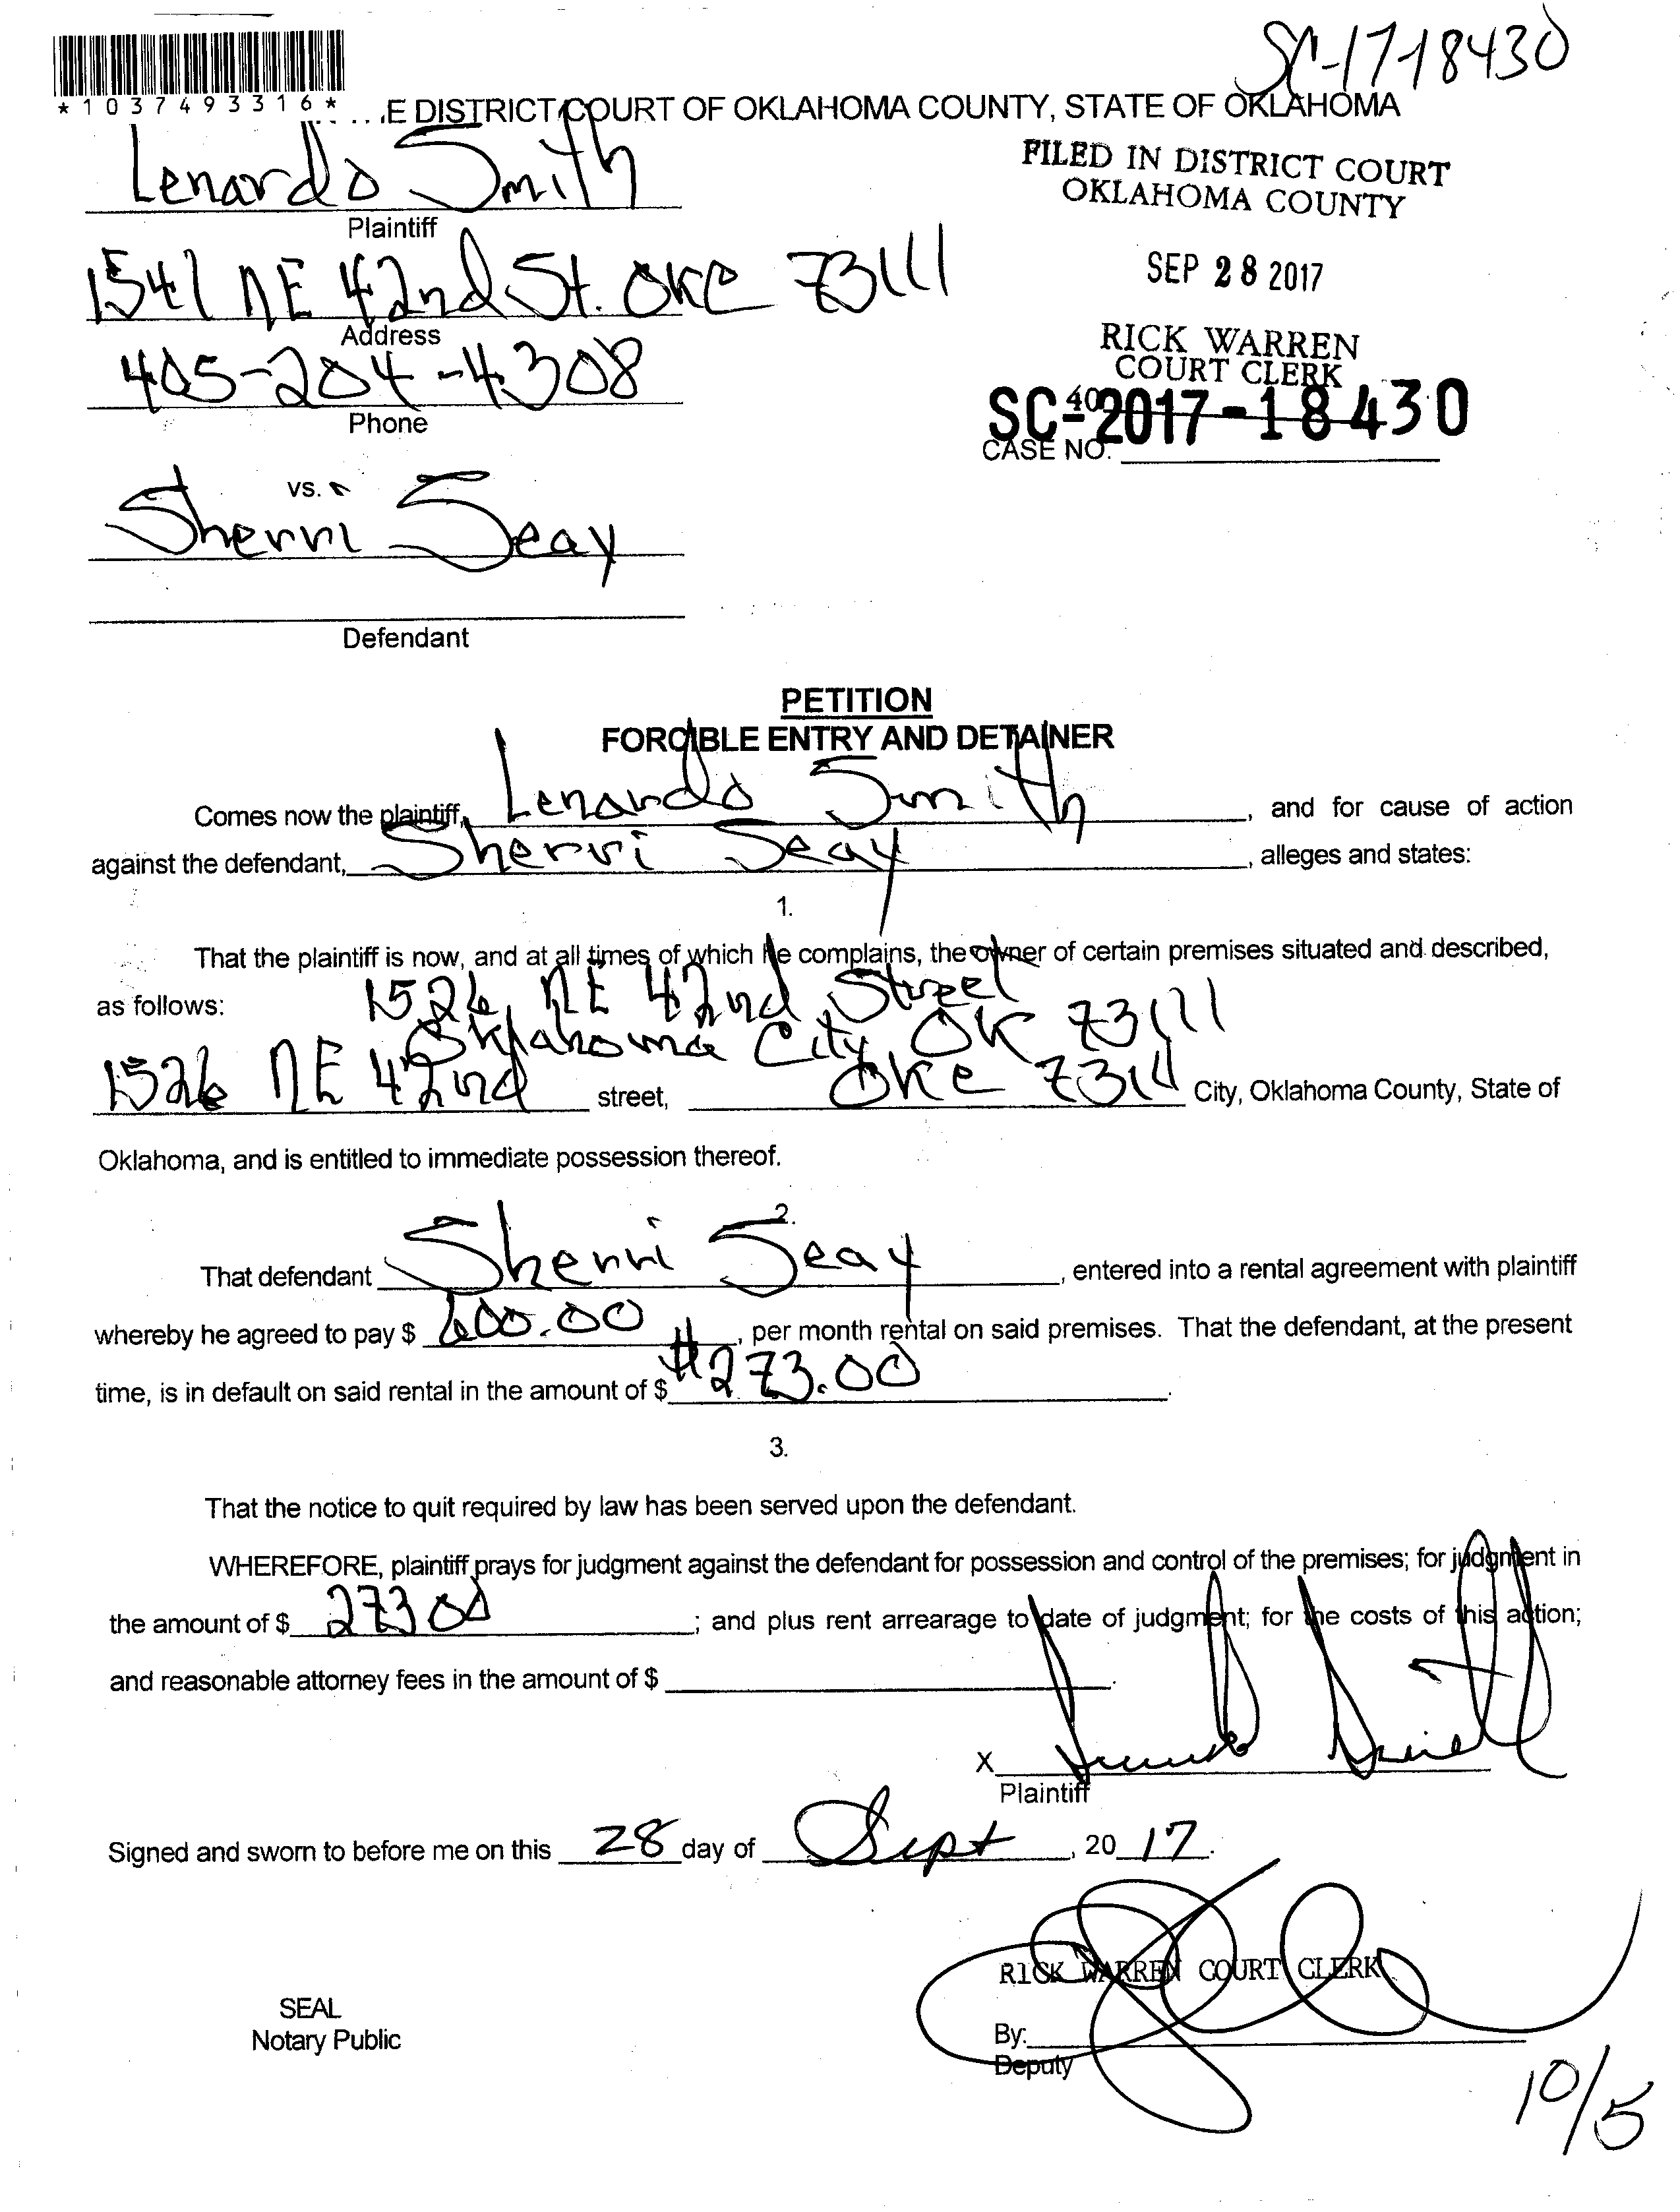 SC-17-18430
*1037493316*
E DISTRICT COURT OF OKLAHOMA COUNTY, STATE OF OKLAHOMA
Lenardo Smith
Plaintiff
FILED IN DISTRICT COURT
OKLAHOMA COUNTY
1541 NE 42nd St. OKC 73111
Address
SEP 28 2017
405-204-4308
Phone
RICK WARREN
COURT CLERK
40
SC-2017-18430
CASE NO.
vs.
Sherri Seay
Defendant
PETITION
FORCIBLE ENTRY AND DETAINER
Comes now the plaintiff, Lenardo Smith, and for cause of action
against the defendant, Sherri Seay, alleges and states:
1.
That the plaintiff is now, and at all times of which he complains, the owner of certain premises situated and described,
as follows: 1526 NE 42nd Street
Oklahoma City OK 73111
1526 NE 42nd street, OKC 73111 City, Oklahoma County, State of
Oklahoma, and is entitled to immediate possession thereof.
2.
That defendant Sherri Seay, entered into a rental agreement with plaintiff
whereby he agreed to pay $ 600.00, per month rental on said premises. That the defendant, at the present
time, is in default on said rental in the amount of $ #273.00.
3.
That the notice to quit required by law has been served upon the defendant.
WHEREFORE, plaintiff prays for judgment against the defendant for possession and control of the premises; for judgment in
the amount of $ 273 00; and plus rent arrearage to date of judgment; for the costs of this action;
and reasonable attorney fees in the amount of $ .
X Lenardo Smith
Plaintiff
Signed and sworn to before me on this 28 day of Sept, 20 17.
RICK WARREN COURT CLERK
SEAL
Notary Public
By:
Deputy
10/5